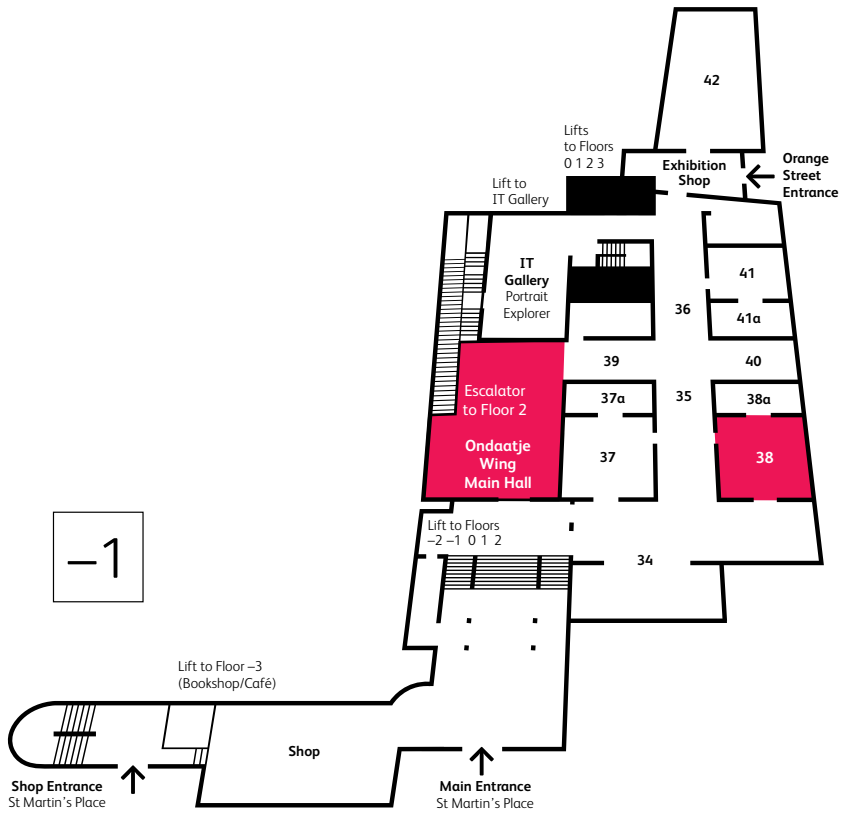 42
Lifts
to Floors
0 1 2 3
Exhibition
Shop
Orange
Street
Entrance
Lift to
IT Gallery
IT
Gallery
Portrait
Explorer
41
36
41a
39
40
Escalator
to Floor 2
37a
35
38a
Ondaatje
Wing
Main Hall
37
38
Lift to Floors
–2 –1 0 1 2
–1
34
Lift to Floor –3
(Bookshop/Café)
Shop
Shop Entrance
St Martin's Place
Main Entrance
St Martin's Place